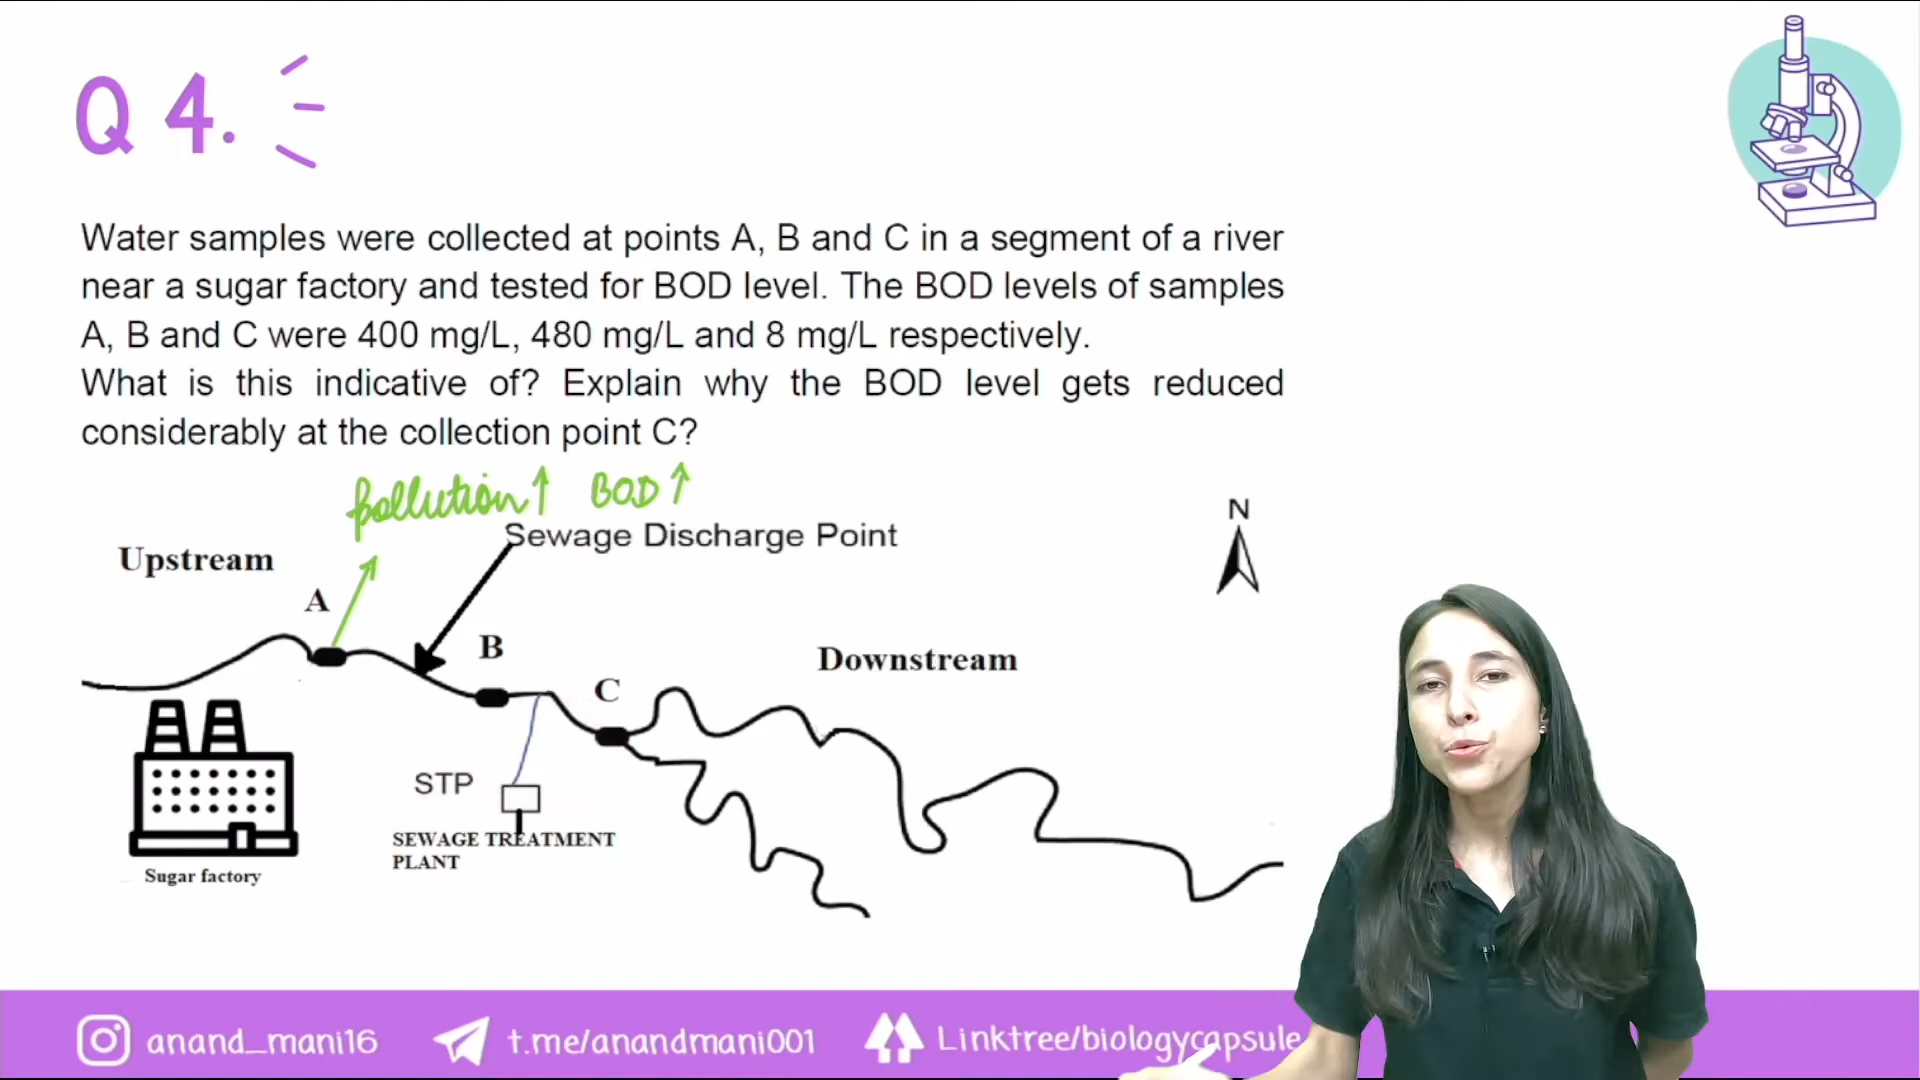 Q 4.
Water samples were collected at points A, B and C in a segment of a river
near a sugar factory and tested for BOD level. The BOD levels of samples
A, B and C were 400 mg/L, 480 mg/L and 8 mg/L respectively.
What is this indicative of? Explain why the BOD level gets reduced
considerably at the collection point C?
pollution↑ BOD↑
Sewage Discharge Point
N
Upstream
A
B
Downstream
C
STP
SEWAGE TREATMENT
PLANT
Sugar factory
anand_mani16
t.me/anandmani001
Linktree/biologycapsule